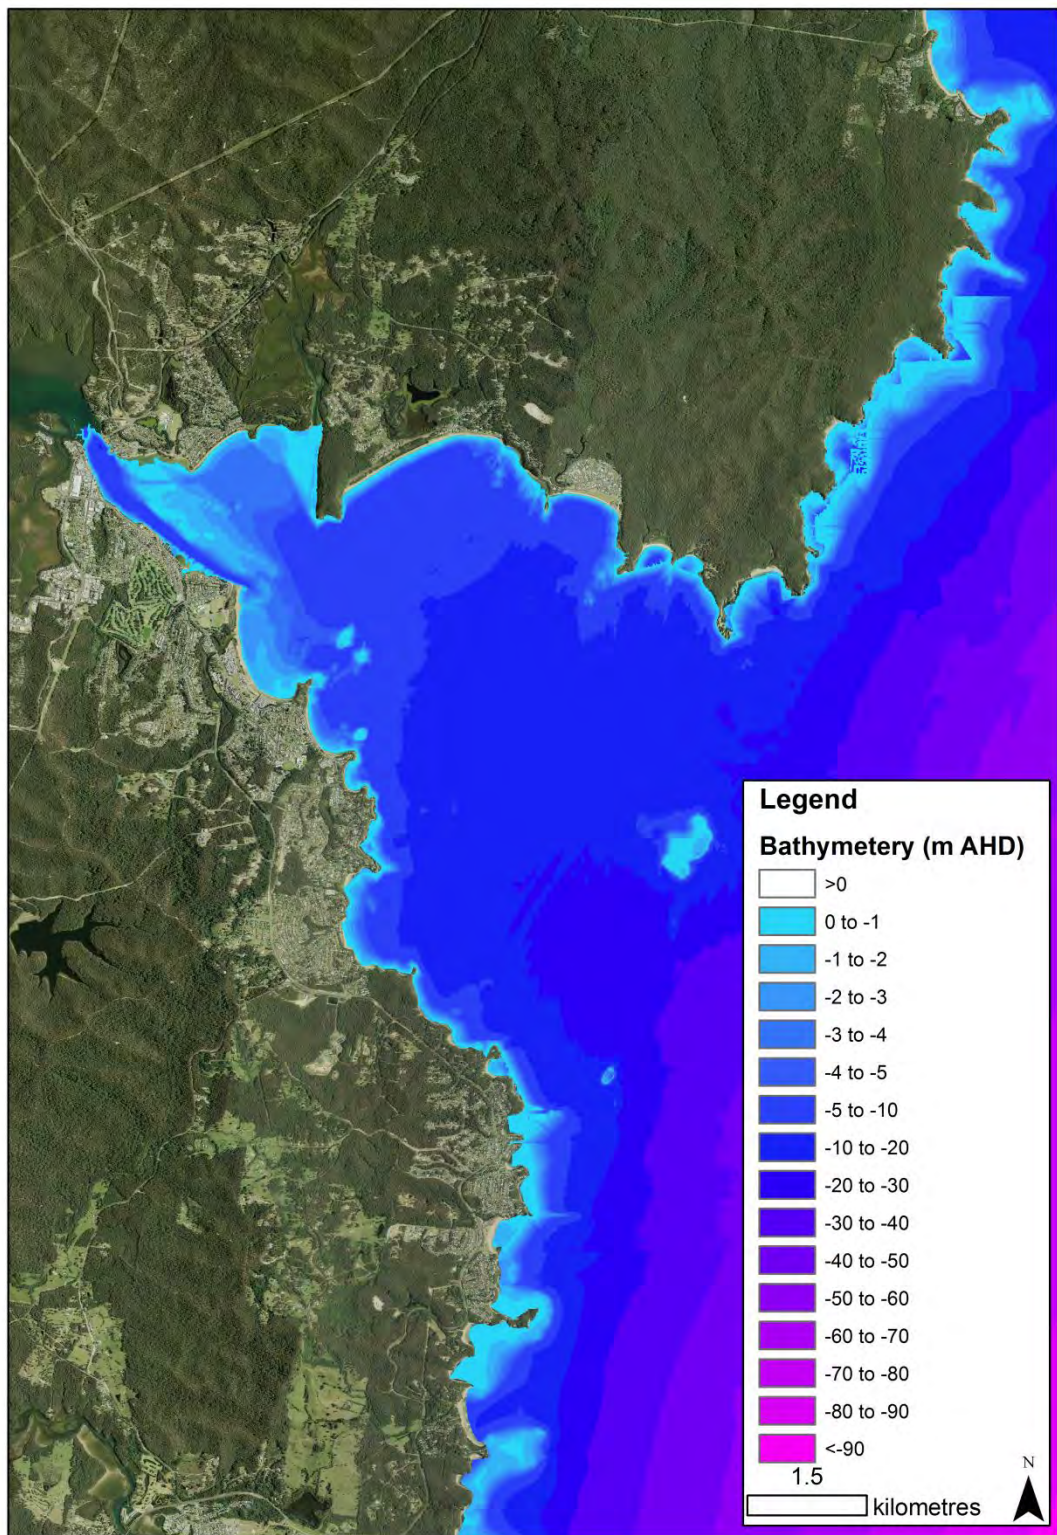 Legend
Bathymetery (m AHD)
>0
0 to -1
-1 to -2
-2 to -3
-3 to -4
-4 to -5
-5 to -10
-10 to -20
-20 to -30
-30 to -40
-40 to -50
-50 to -60
-60 to -70
-70 to -80
-80 to -90
<-90
1.5
kilometres
N